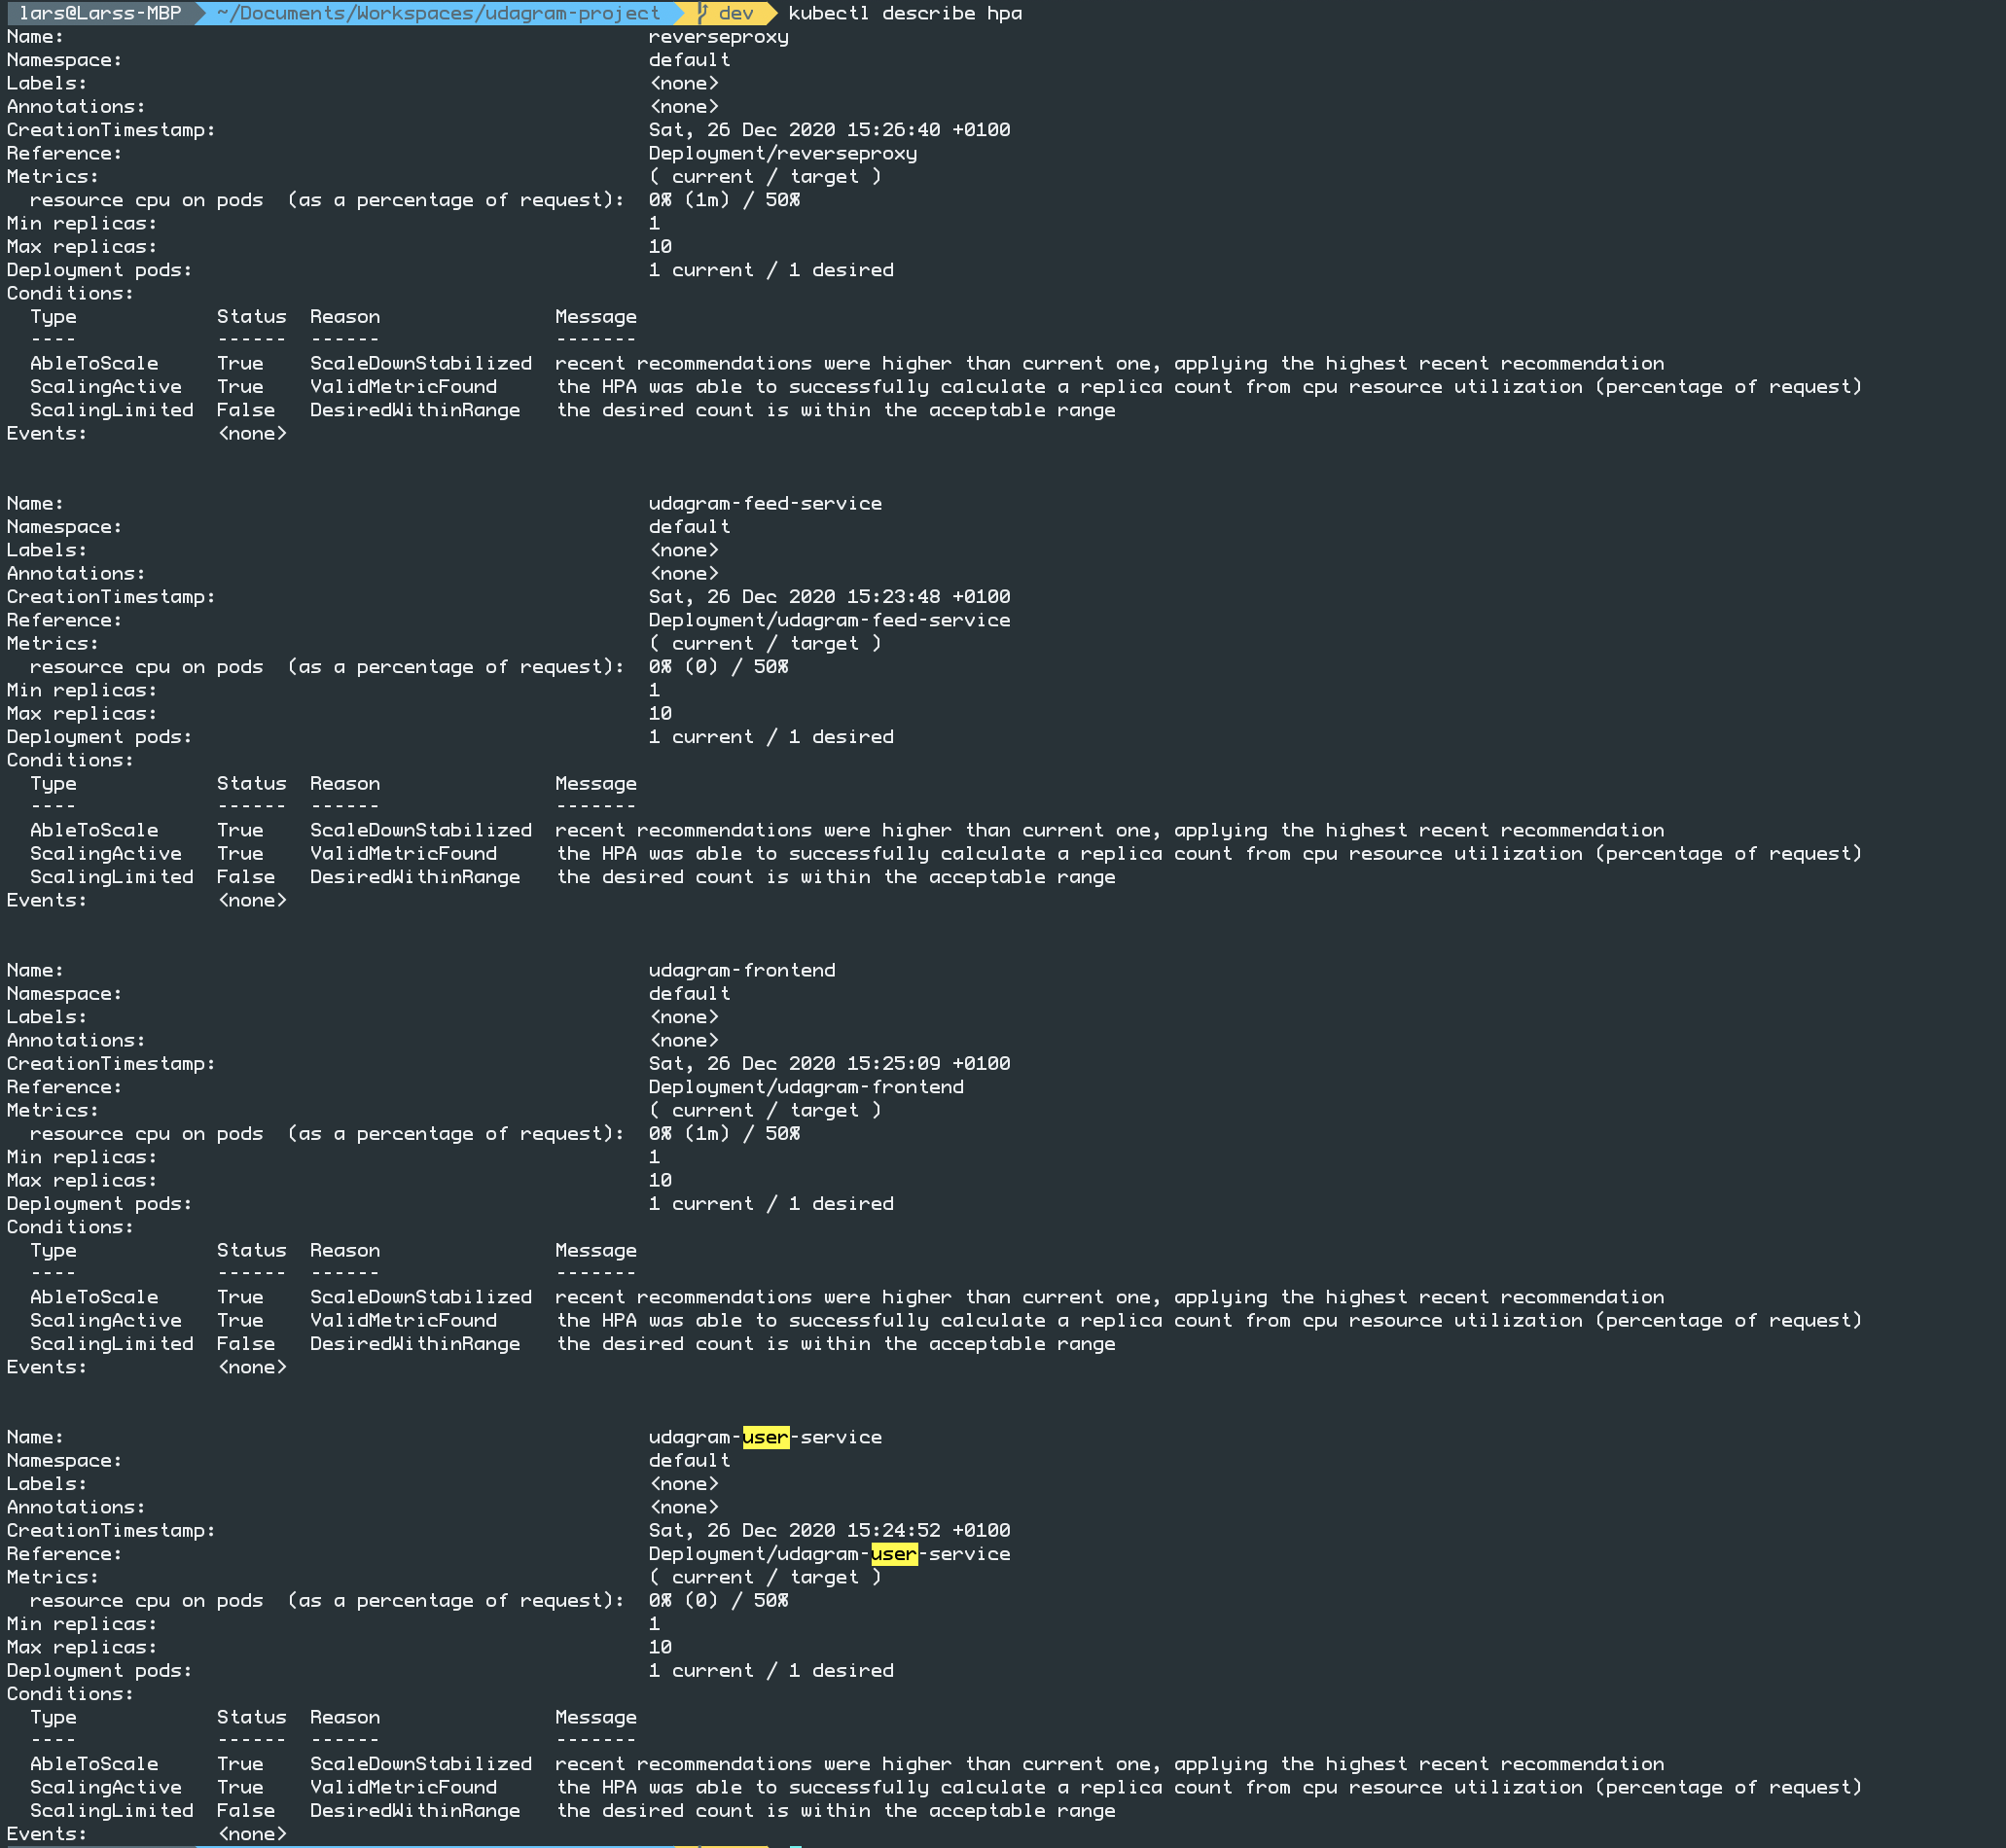 lars@Larss-MBP ~/Documents/Workspaces/udagram-project dev kubectl describe hpa
Name: reverseproxy
Namespace: default
Labels: <none>
Annotations: <none>
CreationTimestamp: Sat, 26 Dec 2020 15:26:40 +0100
Reference: Deployment/reverseproxy
Metrics: ( current / target )
resource cpu on pods (as a percentage of request): 0% (1m) / 50%
Min replicas: 1
Max replicas: 10
Deployment pods: 1 current / 1 desired
Conditions:
Type Status Reason Message
---- ------ ------ -------
AbleToScale True ScaleDownStabilized recent recommendations were higher than current one, applying the highest recent recommendation
ScalingActive True ValidMetricFound the HPA was able to successfully calculate a replica count from cpu resource utilization (percentage of request)
ScalingLimited False DesiredWithinRange the desired count is within the acceptable range
Events: <none>
Name: udagram-feed-service
Namespace: default
Labels: <none>
Annotations: <none>
CreationTimestamp: Sat, 26 Dec 2020 15:23:48 +0100
Reference: Deployment/udagram-feed-service
Metrics: ( current / target )
resource cpu on pods (as a percentage of request): 0% (0) / 50%
Min replicas: 1
Max replicas: 10
Deployment pods: 1 current / 1 desired
Conditions:
Type Status Reason Message
---- ------ ------ -------
AbleToScale True ScaleDownStabilized recent recommendations were higher than current one, applying the highest recent recommendation
ScalingActive True ValidMetricFound the HPA was able to successfully calculate a replica count from cpu resource utilization (percentage of request)
ScalingLimited False DesiredWithinRange the desired count is within the acceptable range
Events: <none>
Name: udagram-frontend
Namespace: default
Labels: <none>
Annotations: <none>
CreationTimestamp: Sat, 26 Dec 2020 15:25:09 +0100
Reference: Deployment/udagram-frontend
Metrics: ( current / target )
resource cpu on pods (as a percentage of request): 0% (1m) / 50%
Min replicas: 1
Max replicas: 10
Deployment pods: 1 current / 1 desired
Conditions:
Type Status Reason Message
---- ------ ------ -------
AbleToScale True ScaleDownStabilized recent recommendations were higher than current one, applying the highest recent recommendation
ScalingActive True ValidMetricFound the HPA was able to successfully calculate a replica count from cpu resource utilization (percentage of request)
ScalingLimited False DesiredWithinRange the desired count is within the acceptable range
Events: <none>
Name: udagram-user-service
Namespace: default
Labels: <none>
Annotations: <none>
CreationTimestamp: Sat, 26 Dec 2020 15:24:52 +0100
Reference: Deployment/udagram-user-service
Metrics: ( current / target )
resource cpu on pods (as a percentage of request): 0% (0) / 50%
Min replicas: 1
Max replicas: 10
Deployment pods: 1 current / 1 desired
Conditions:
Type Status Reason Message
---- ------ ------ -------
AbleToScale True ScaleDownStabilized recent recommendations were higher than current one, applying the highest recent recommendation
ScalingActive True ValidMetricFound the HPA was able to successfully calculate a replica count from cpu resource utilization (percentage of request)
ScalingLimited False DesiredWithinRange the desired count is within the acceptable range
Events: <none>